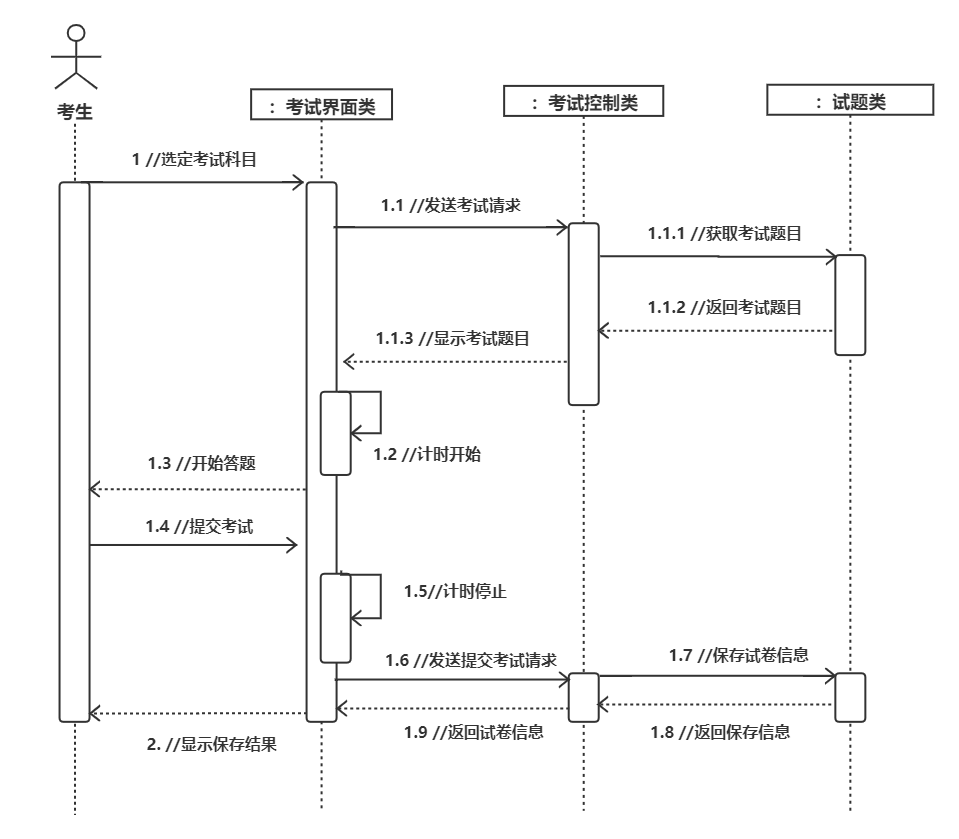 考生
: 考试界面类
: 考试控制类
: 试题类
1 //选定考试科目
1.1 //发送考试请求
1.1.1 //获取考试题目
1.1.2 //返回考试题目
1.1.3 //显示考试题目
1.2 //计时开始
1.3 //开始答题
1.4 //提交考试
1.5//计时停止
1.6 //发送提交考试请求
1.7 //保存试卷信息
1.8 //返回保存信息
1.9 //返回试卷信息
2. //显示保存结果